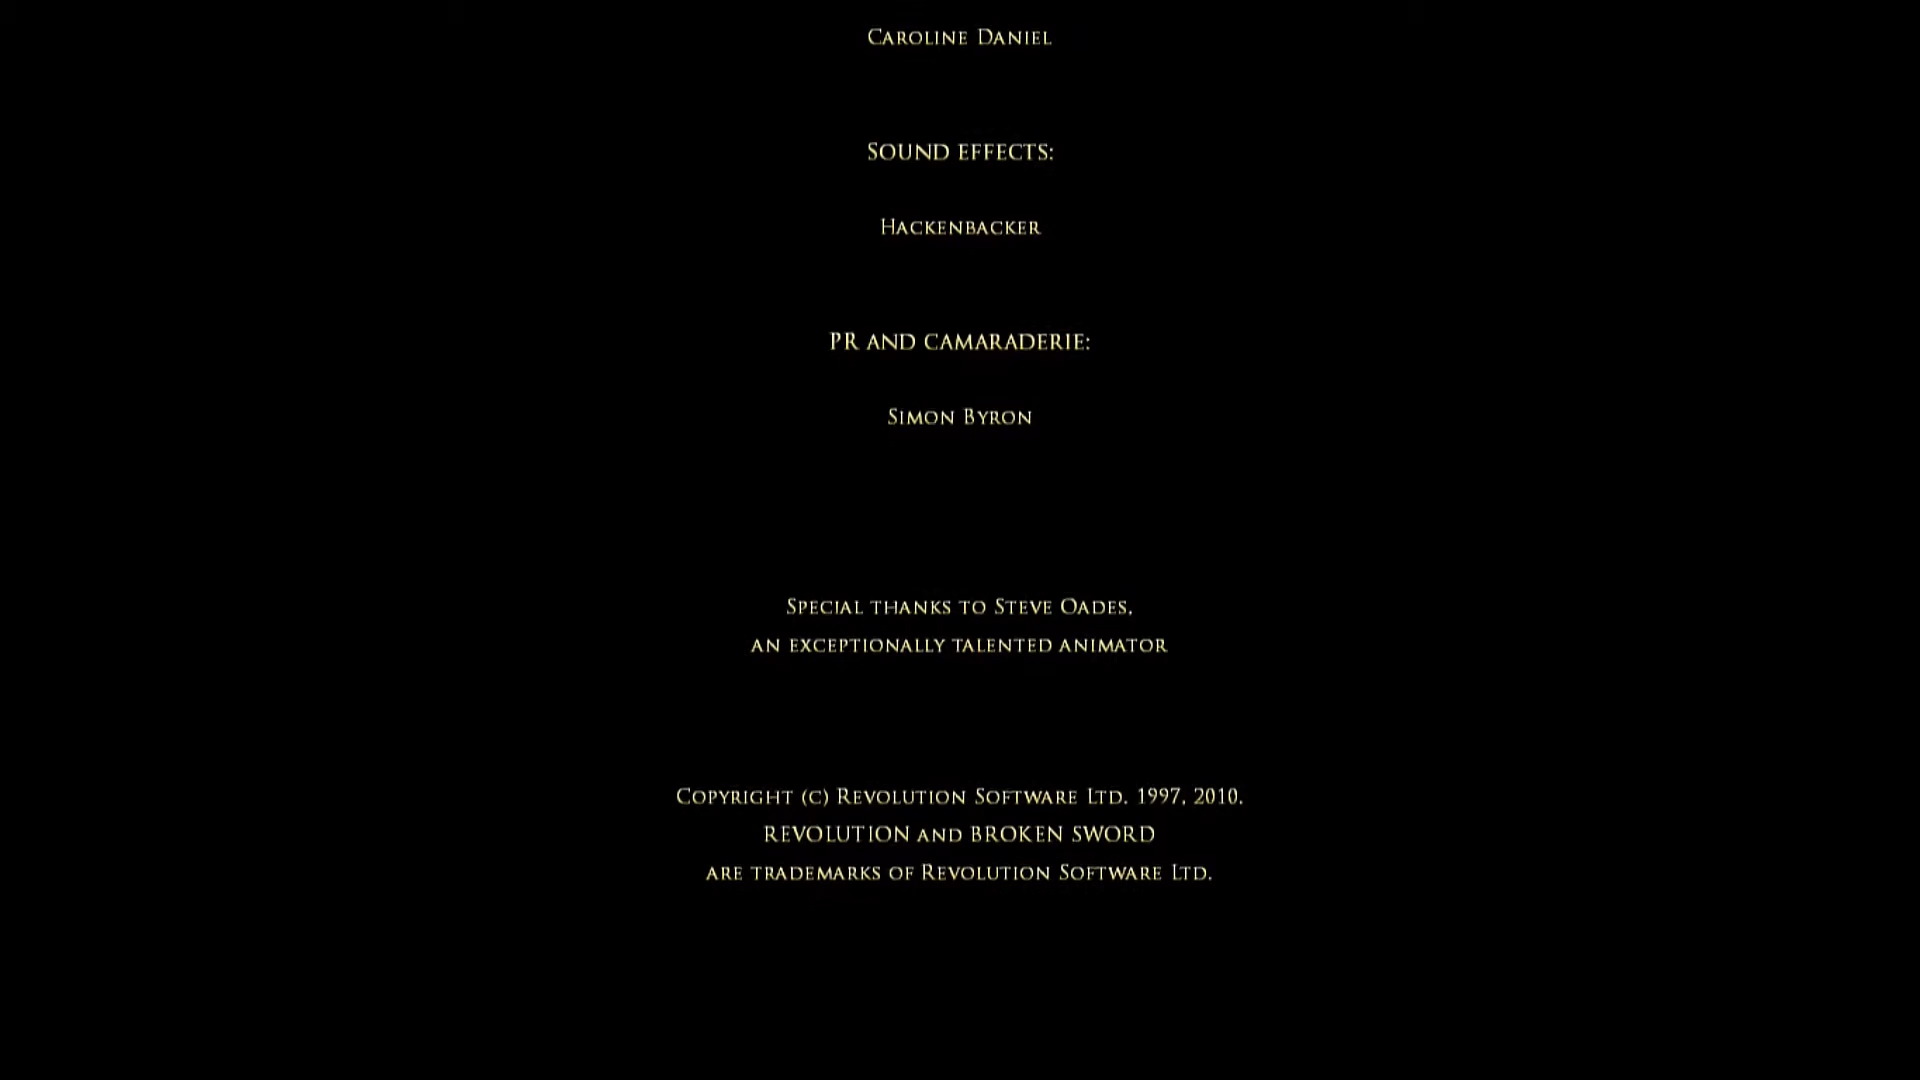 Caroline Daniel
Sound effects:
Hackenbacker
PR and camaraderie:
Simon Byron
Special thanks to Steve Oades,
an exceptionally talented animator
Copyright (c) Revolution Software Ltd. 1997, 2010.
REVOLUTION and BROKEN SWORD
are trademarks of Revolution Software Ltd.